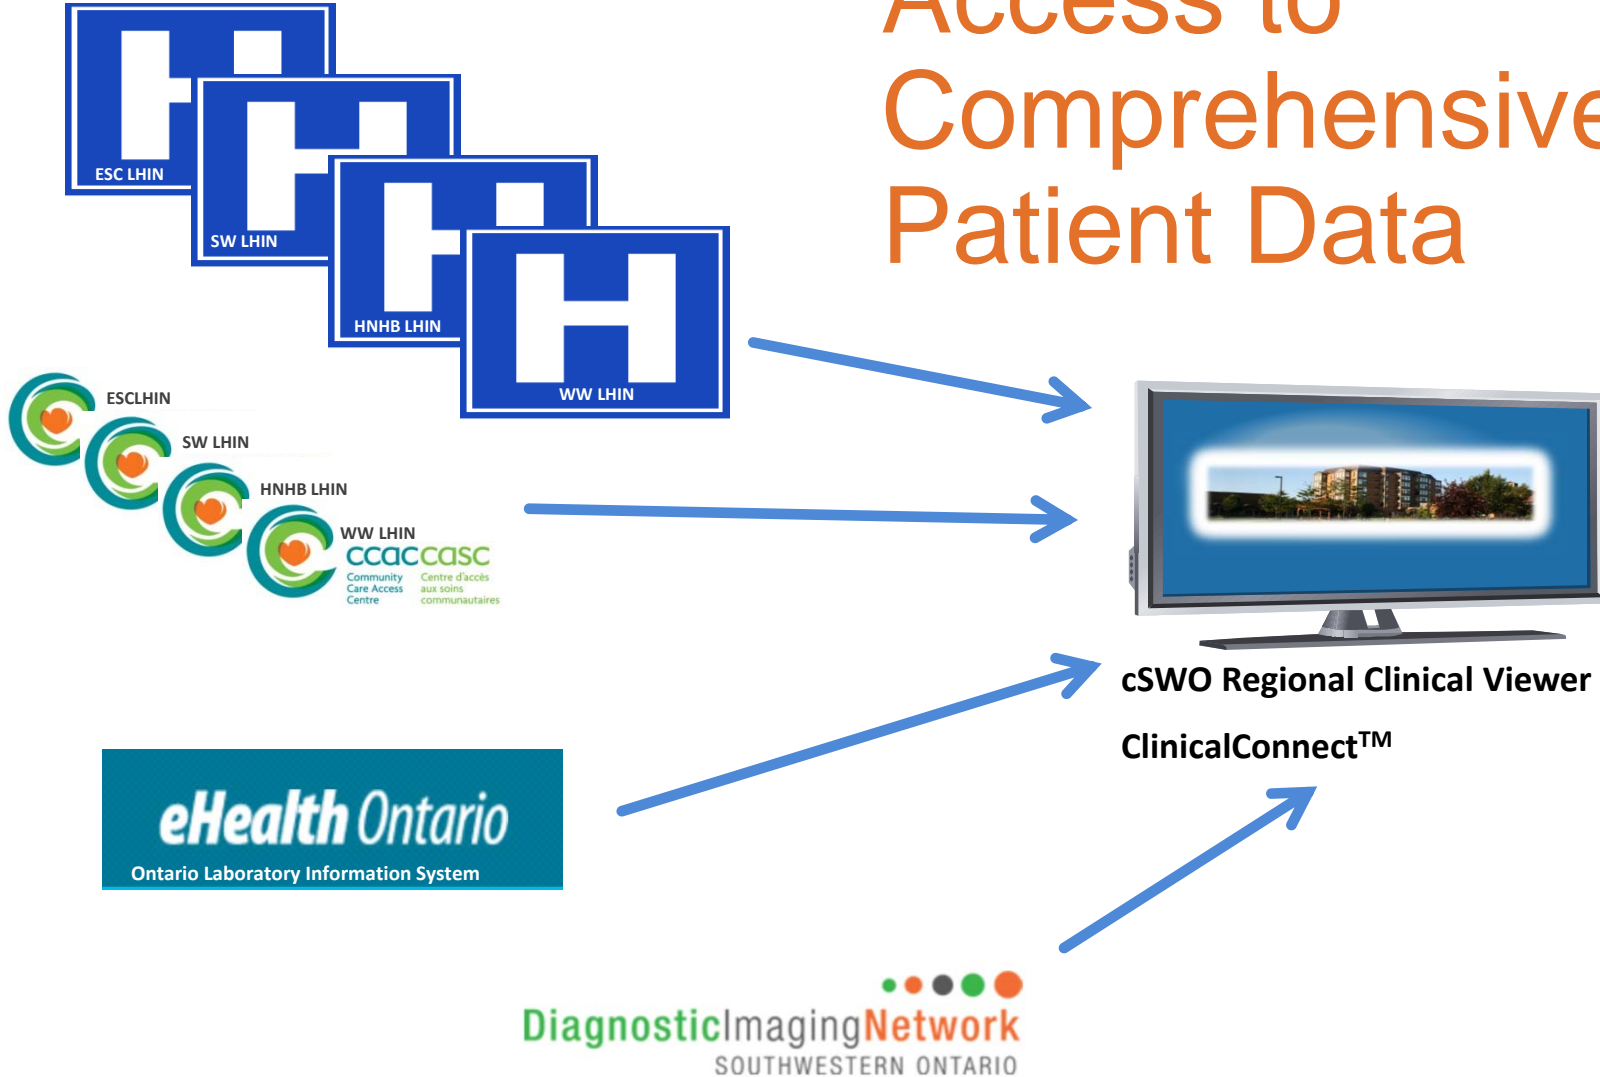 Access to
Comprehensive
Patient Data
H
ESC LHIN
H
SW LHIN
H
HNHB LHIN
H
WW LHIN
ESCLHIN
SW LHIN
HNHB LHIN
WW LHIN
ccac casc
Community Centre d'accès
Care Access aux soins
Centre communautaires
cSWO Regional Clinical Viewer
ClinicalConnect™
eHealth Ontario
Ontario Laboratory Information System
DiagnosticImagingNetwork
SOUTHWESTERN ONTARIO